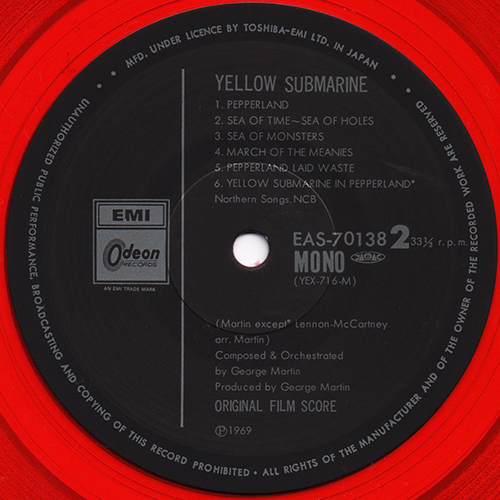 • MFD. UNDER LICENCE BY TOSHIBA-EMI LTD. IN JAPAN •
UNAUTHORIZED PUBLIC PERFORMANCE, BROADCASTING AND COPYING OF THIS RECORD PROHIBITED • ALL RIGHTS OF THE MANUFACTURER AND OF THE OWNER OF THE RECORDED WORK ARE RESERVED
YELLOW SUBMARINE
1. PEPPERLAND
2. SEA OF TIME~SEA OF HOLES
3. SEA OF MONSTERS
4. MARCH OF THE MEANIES
5. PEPPERLAND LAID WASTE
6. YELLOW SUBMARINE IN PEPPERLAND*
Northern Songs, NCB
EMI
Odeon
RECORDS
AN EMI TRADE MARK
EAS-70138 2 33⅓ r.p.m.
MONO JASRAC
(YEX-716-M)
(Martin except* Lennon-McCartney
arr. Martin)
Composed & Orchestrated
by George Martin
Produced by George Martin
ORIGINAL FILM SCORE
Ⓟ1969